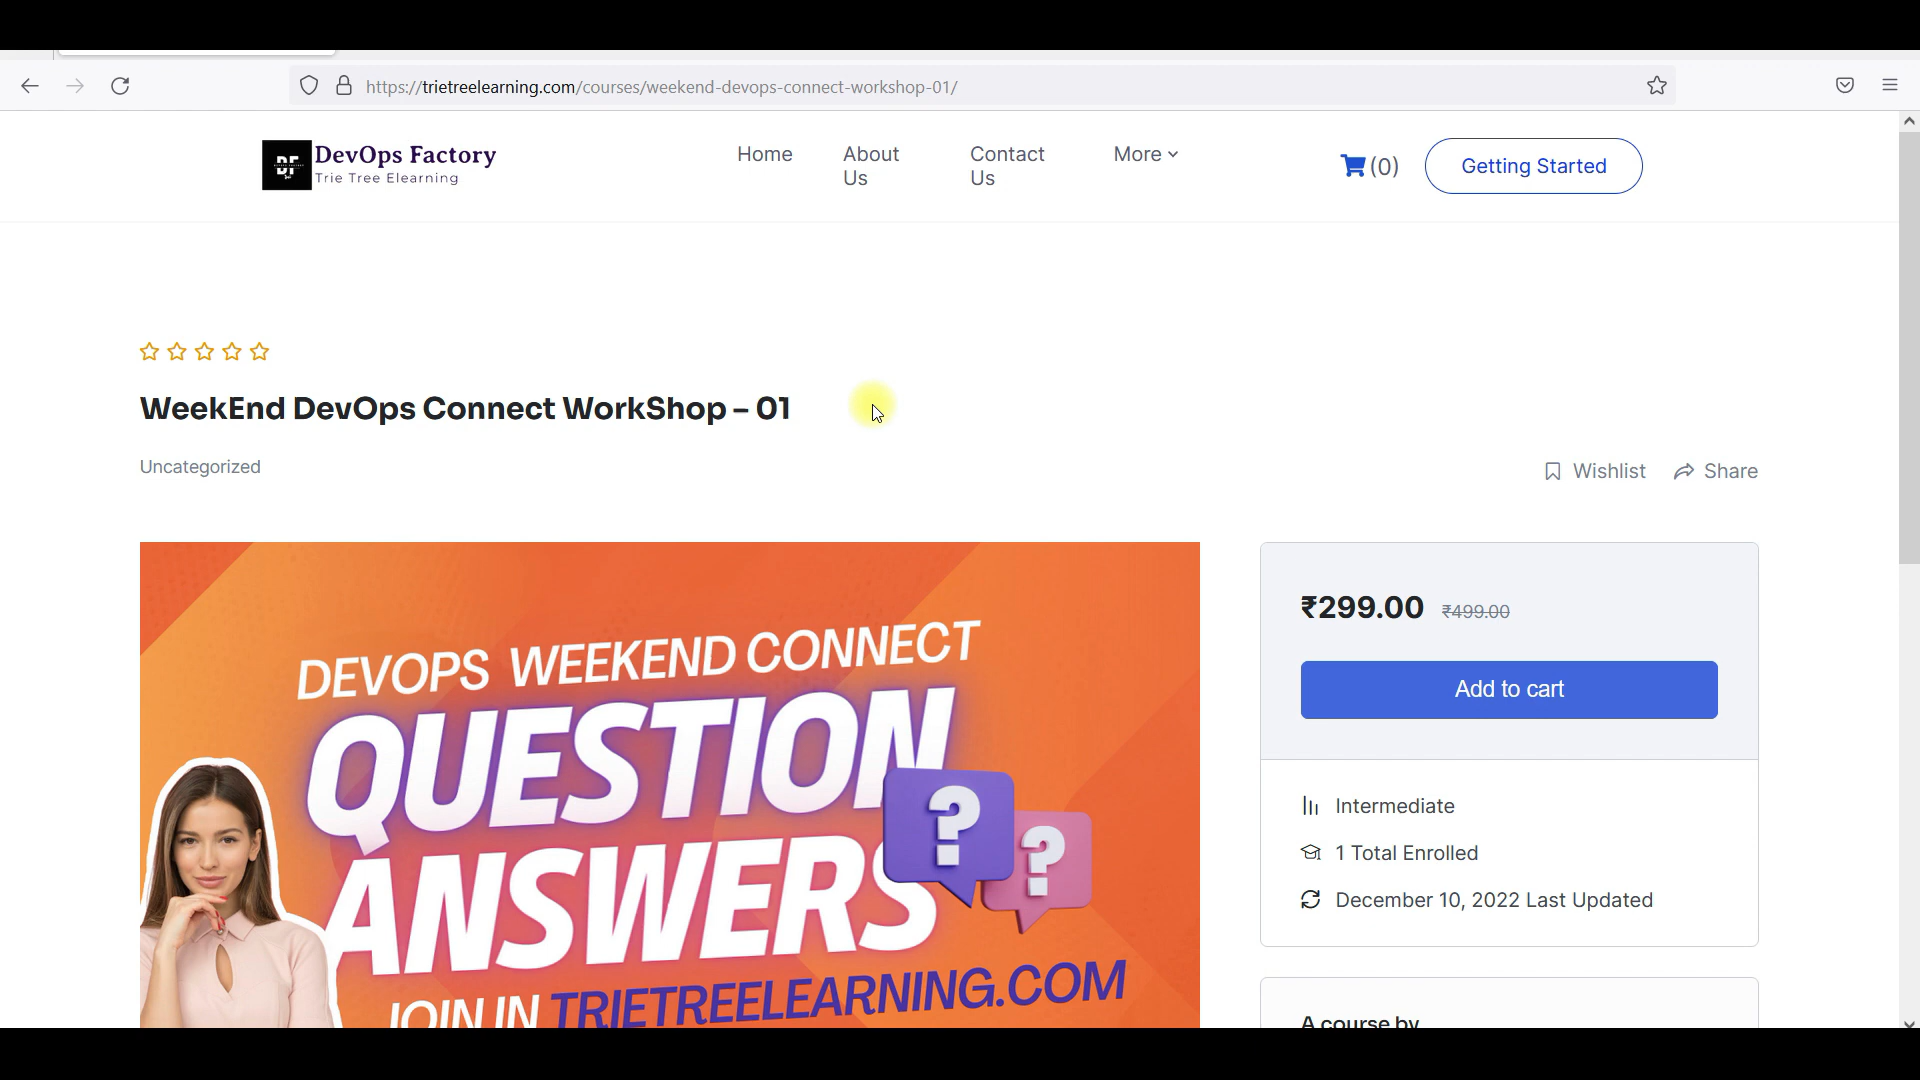 https://trietreelearning.com/courses/weekend-devops-connect-workshop-01/
DF
DevOps Factory
Trie Tree Elearning
Home
About
Us
Contact
Us
More
(0)
Getting Started
WeekEnd DevOps Connect WorkShop – 01
Uncategorized
Wishlist
Share
DEVOPS WEEKEND CONNECT
QUESTION
ANSWERS
JOIN IN TRIETREELEARNING.COM
? ?
₹299.00 ₹499.00
Add to cart
Intermediate
1 Total Enrolled
December 10, 2022 Last Updated
A course by